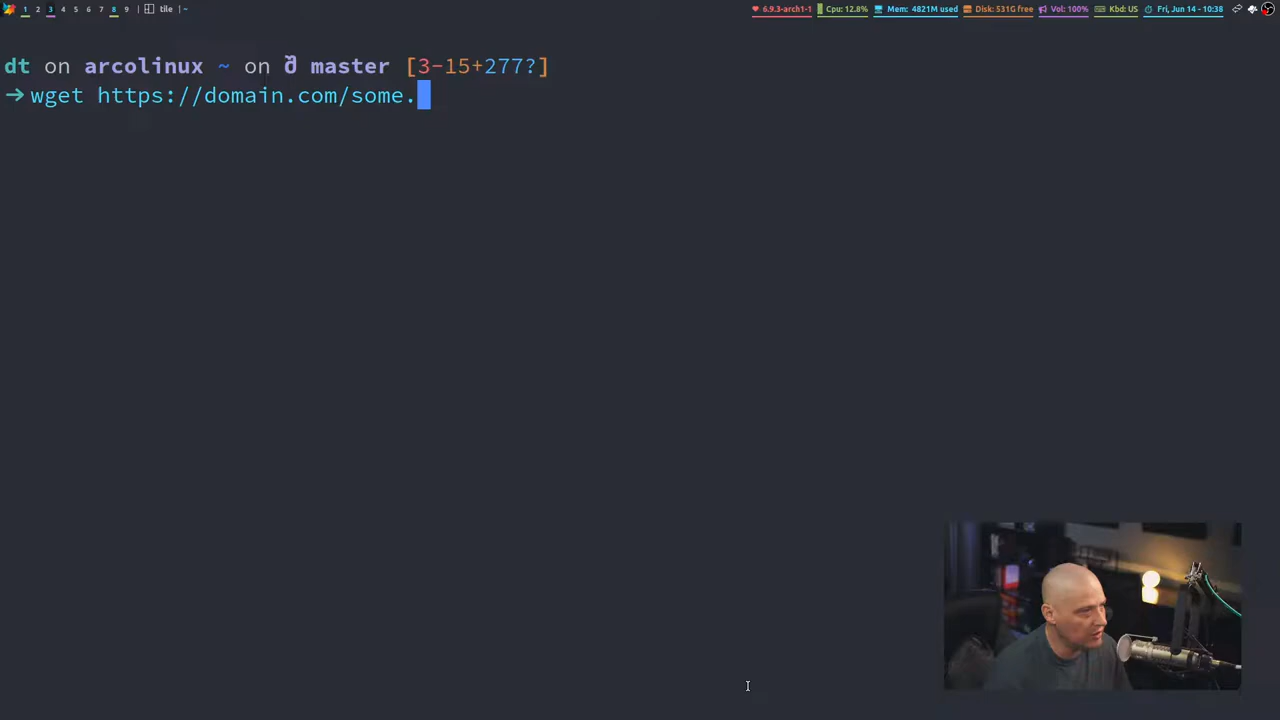 1 2 3 4 5 6 7 8 9 | tile | ~ 6.9.3-arch1-1 Cpu: 12.8% Mem: 4821M used Disk: 531G free Vol: 100% Kbd: US Fri, Jun 14 - 10:38
dt on arcolinux ~ on ð master [3-15+277?]
→ wget https://domain.com/some.